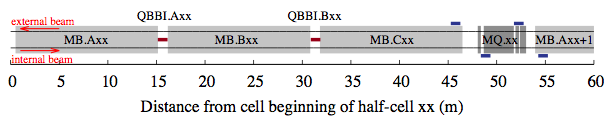 QBBI.Axx QBBI.Bxx
external beam
MB.Axx MB.Bxx MB.Cxx MQ.xx MB.Axx+1
internal beam
0 5 10 15 20 25 30 35 40 45 50 55 60
Distance from cell beginning of half-cell xx (m)